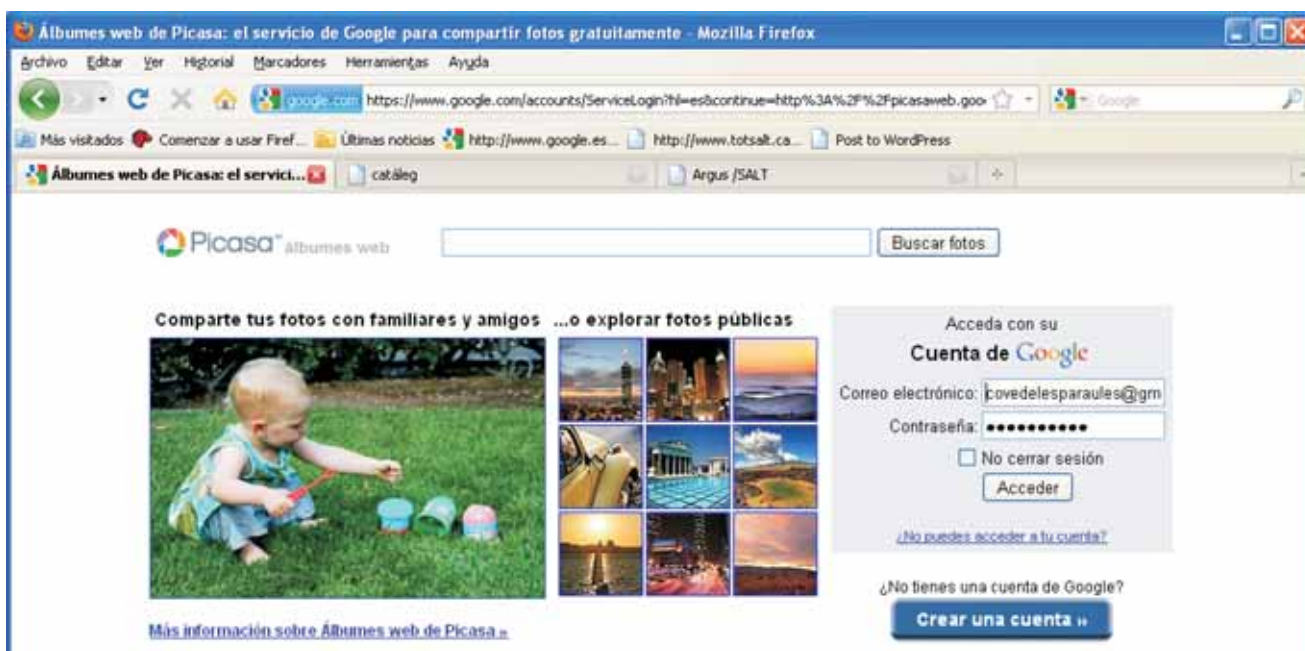 Álbumes web de Picasa: el servicio de Google para compartir fotos gratuitamente - Mozilla Firefox
Archivo Editar Ver Historial Marcadores Herramientas Ayuda
google.com https://www.google.com/accounts/ServiceLogin?hl=es&continue=http%3A%2F%2Fpicasaweb.goo Google
Más visitados Comenzar a usar Firef... Últimas noticias http://www.google.es... http://www.totsalt.ca... Post to WordPress
Álbumes web de Picasa: el servici... catáleg Argus /SALT
Picasa™ álbumes web Buscar fotos
Comparte tus fotos con familiares y amigos ...o explorar fotos públicas
Acceda con su
Cuenta de Google
Correo electrónico: covedelesparaules@gm
Contraseña: ••••••••••
No cerrar sesión
Acceder
¿No puedes acceder a tu cuenta?
¿No tienes una cuenta de Google?
Crear una cuenta »
Más información sobre Álbumes web de Picasa »